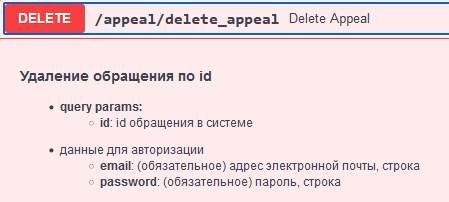 DELETE /appeal/delete_appeal Delete Appeal
Удаление обращения по id
query params:
id: id обращения в системе
данные для авторизации
email: (обязательное) адрес электронной почты, строка
password: (обязательное) пароль, строка